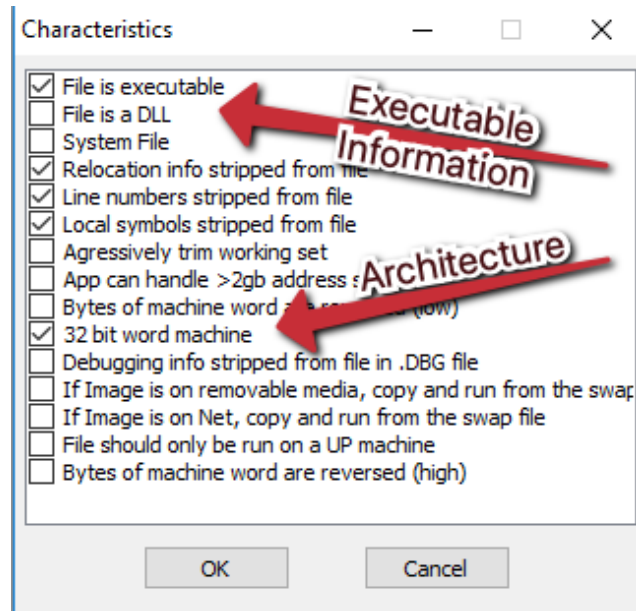 Characteristics
File is executable
File is a DLL
Executable
System File
Information
Relocation info stripped from file
Line numbers stripped from file
Local symbols stripped from file
Agressively trim working set
Architecture
App can handle >2gb address s
Bytes of machine word are reversed (low)
32 bit word machine
Debugging info stripped from file in .DBG file
If Image is on removable media, copy and run from the swap
If Image is on Net, copy and run from the swap file
File should only be run on a UP machine
Bytes of machine word are reversed (high)
OK Cancel